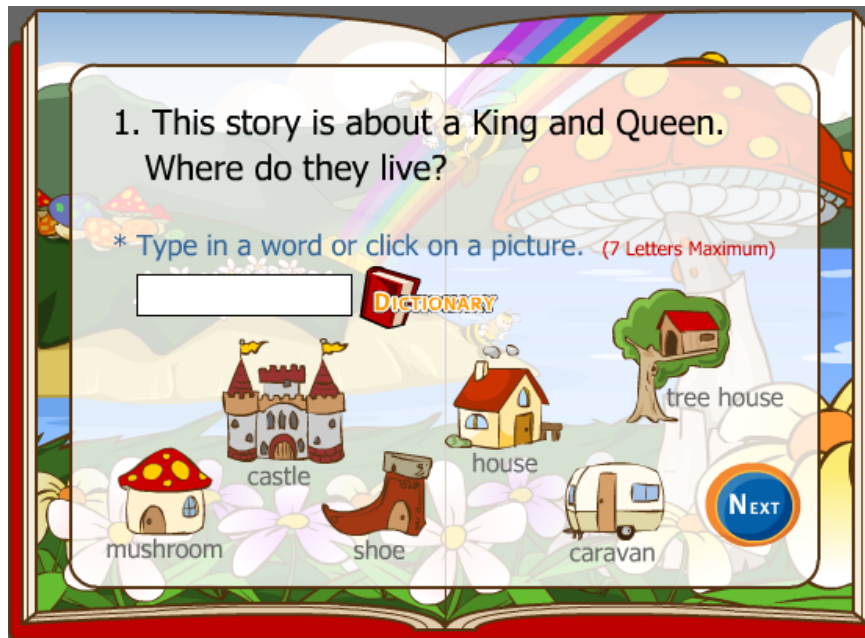 1. This story is about a King and Queen.
Where do they live?
* Type in a word or click on a picture. (7 Letters Maximum)
DICTIONARY
tree house
castle
house
mushroom
shoe
caravan
NEXT